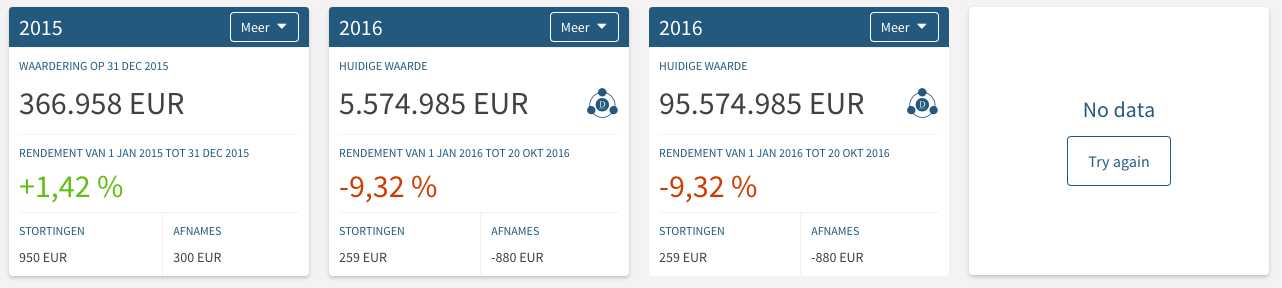 2015
Meer
WAARDERING OP 31 DEC 2015
366.958 EUR
RENDEMENT VAN 1 JAN 2015 TOT 31 DEC 2015
+1,42 %
STORTINGEN
AFNAMES
950 EUR
300 EUR
2016
Meer
HUIDIGE WAARDE
5.574.985 EUR
D
RENDEMENT VAN 1 JAN 2016 TOT 20 OKT 2016
-9,32 %
STORTINGEN
AFNAMES
259 EUR
-880 EUR
2016
Meer
HUIDIGE WAARDE
95.574.985 EUR
D
RENDEMENT VAN 1 JAN 2016 TOT 20 OKT 2016
-9,32 %
STORTINGEN
AFNAMES
259 EUR
-880 EUR
No data
Try again